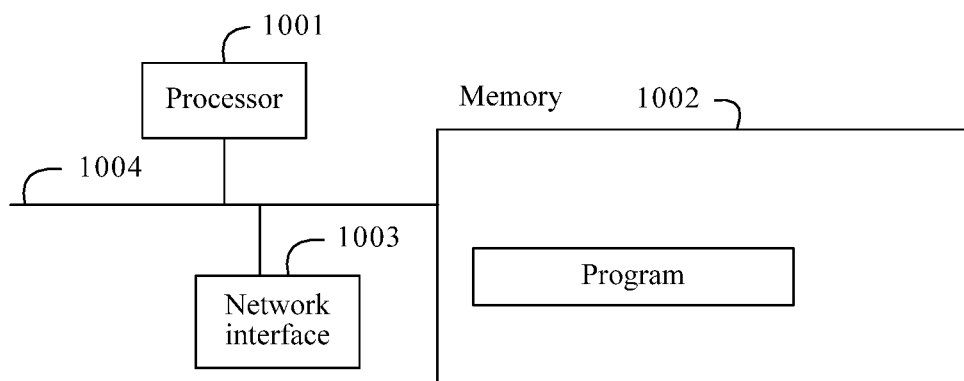 1001
Processor
Memory
1002
1004
1003
Network
interface
Program